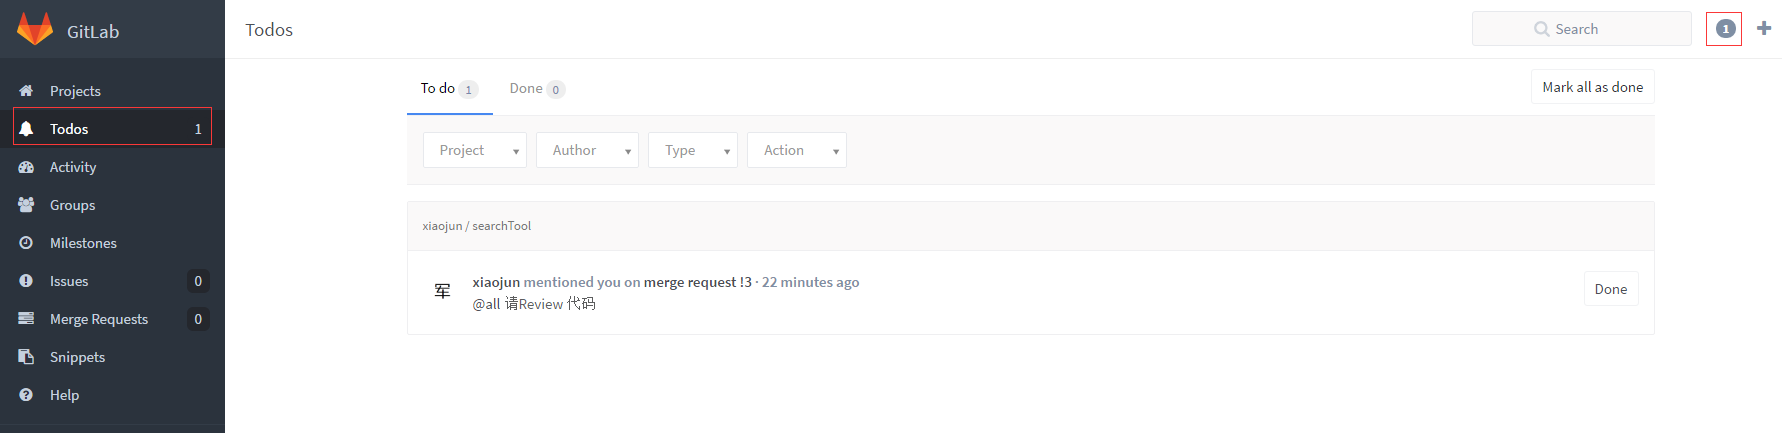 GitLab
Todos
Search
1
Projects
Todos 1
Activity
Groups
Milestones
Issues 0
Merge Requests 0
Snippets
Help
To do 1
Done 0
Mark all as done
Project
Author
Type
Action
xiaojun / searchTool
军
xiaojun mentioned you on merge request !3 · 22 minutes ago
@all 请Review 代码
Done